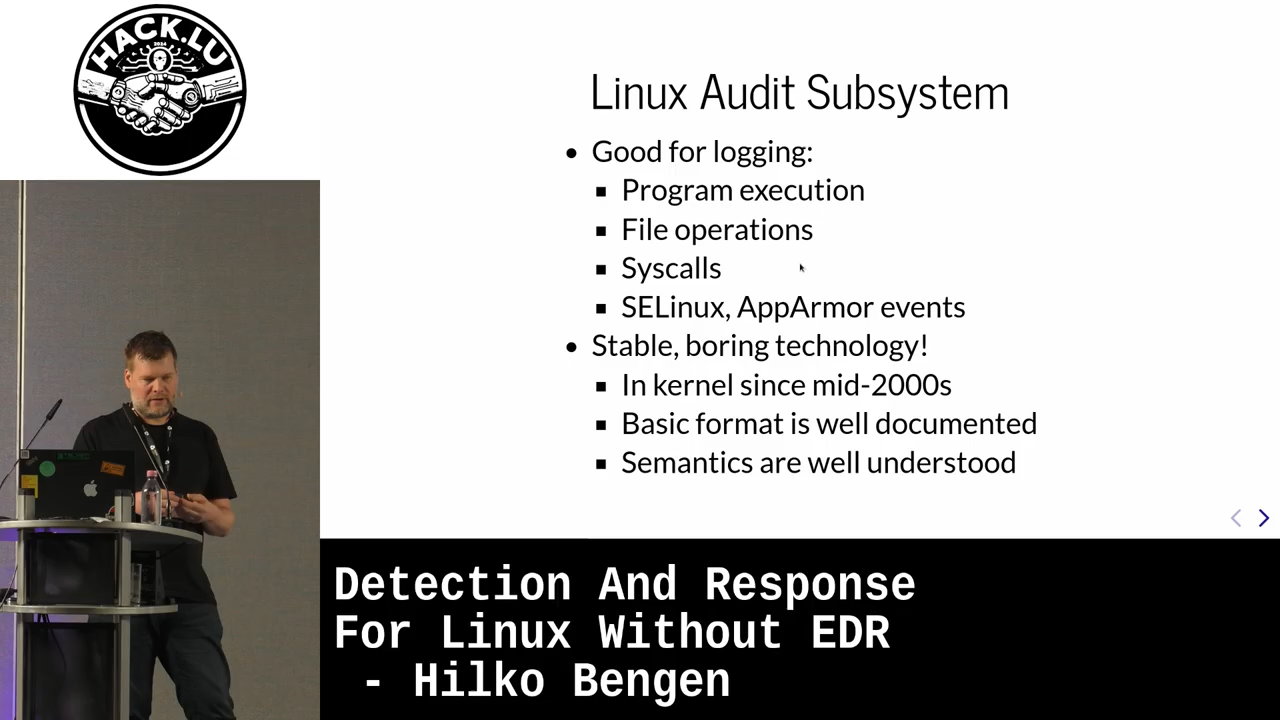 HACK.LU
2024
Linux Audit Subsystem
• Good for logging:
▪ Program execution
▪ File operations
▪ Syscalls
▪ SELinux, AppArmor events
• Stable, boring technology!
▪ In kernel since mid-2000s
▪ Basic format is well documented
▪ Semantics are well understood
Detection And Response
For Linux Without EDR
- Hilko Bengen